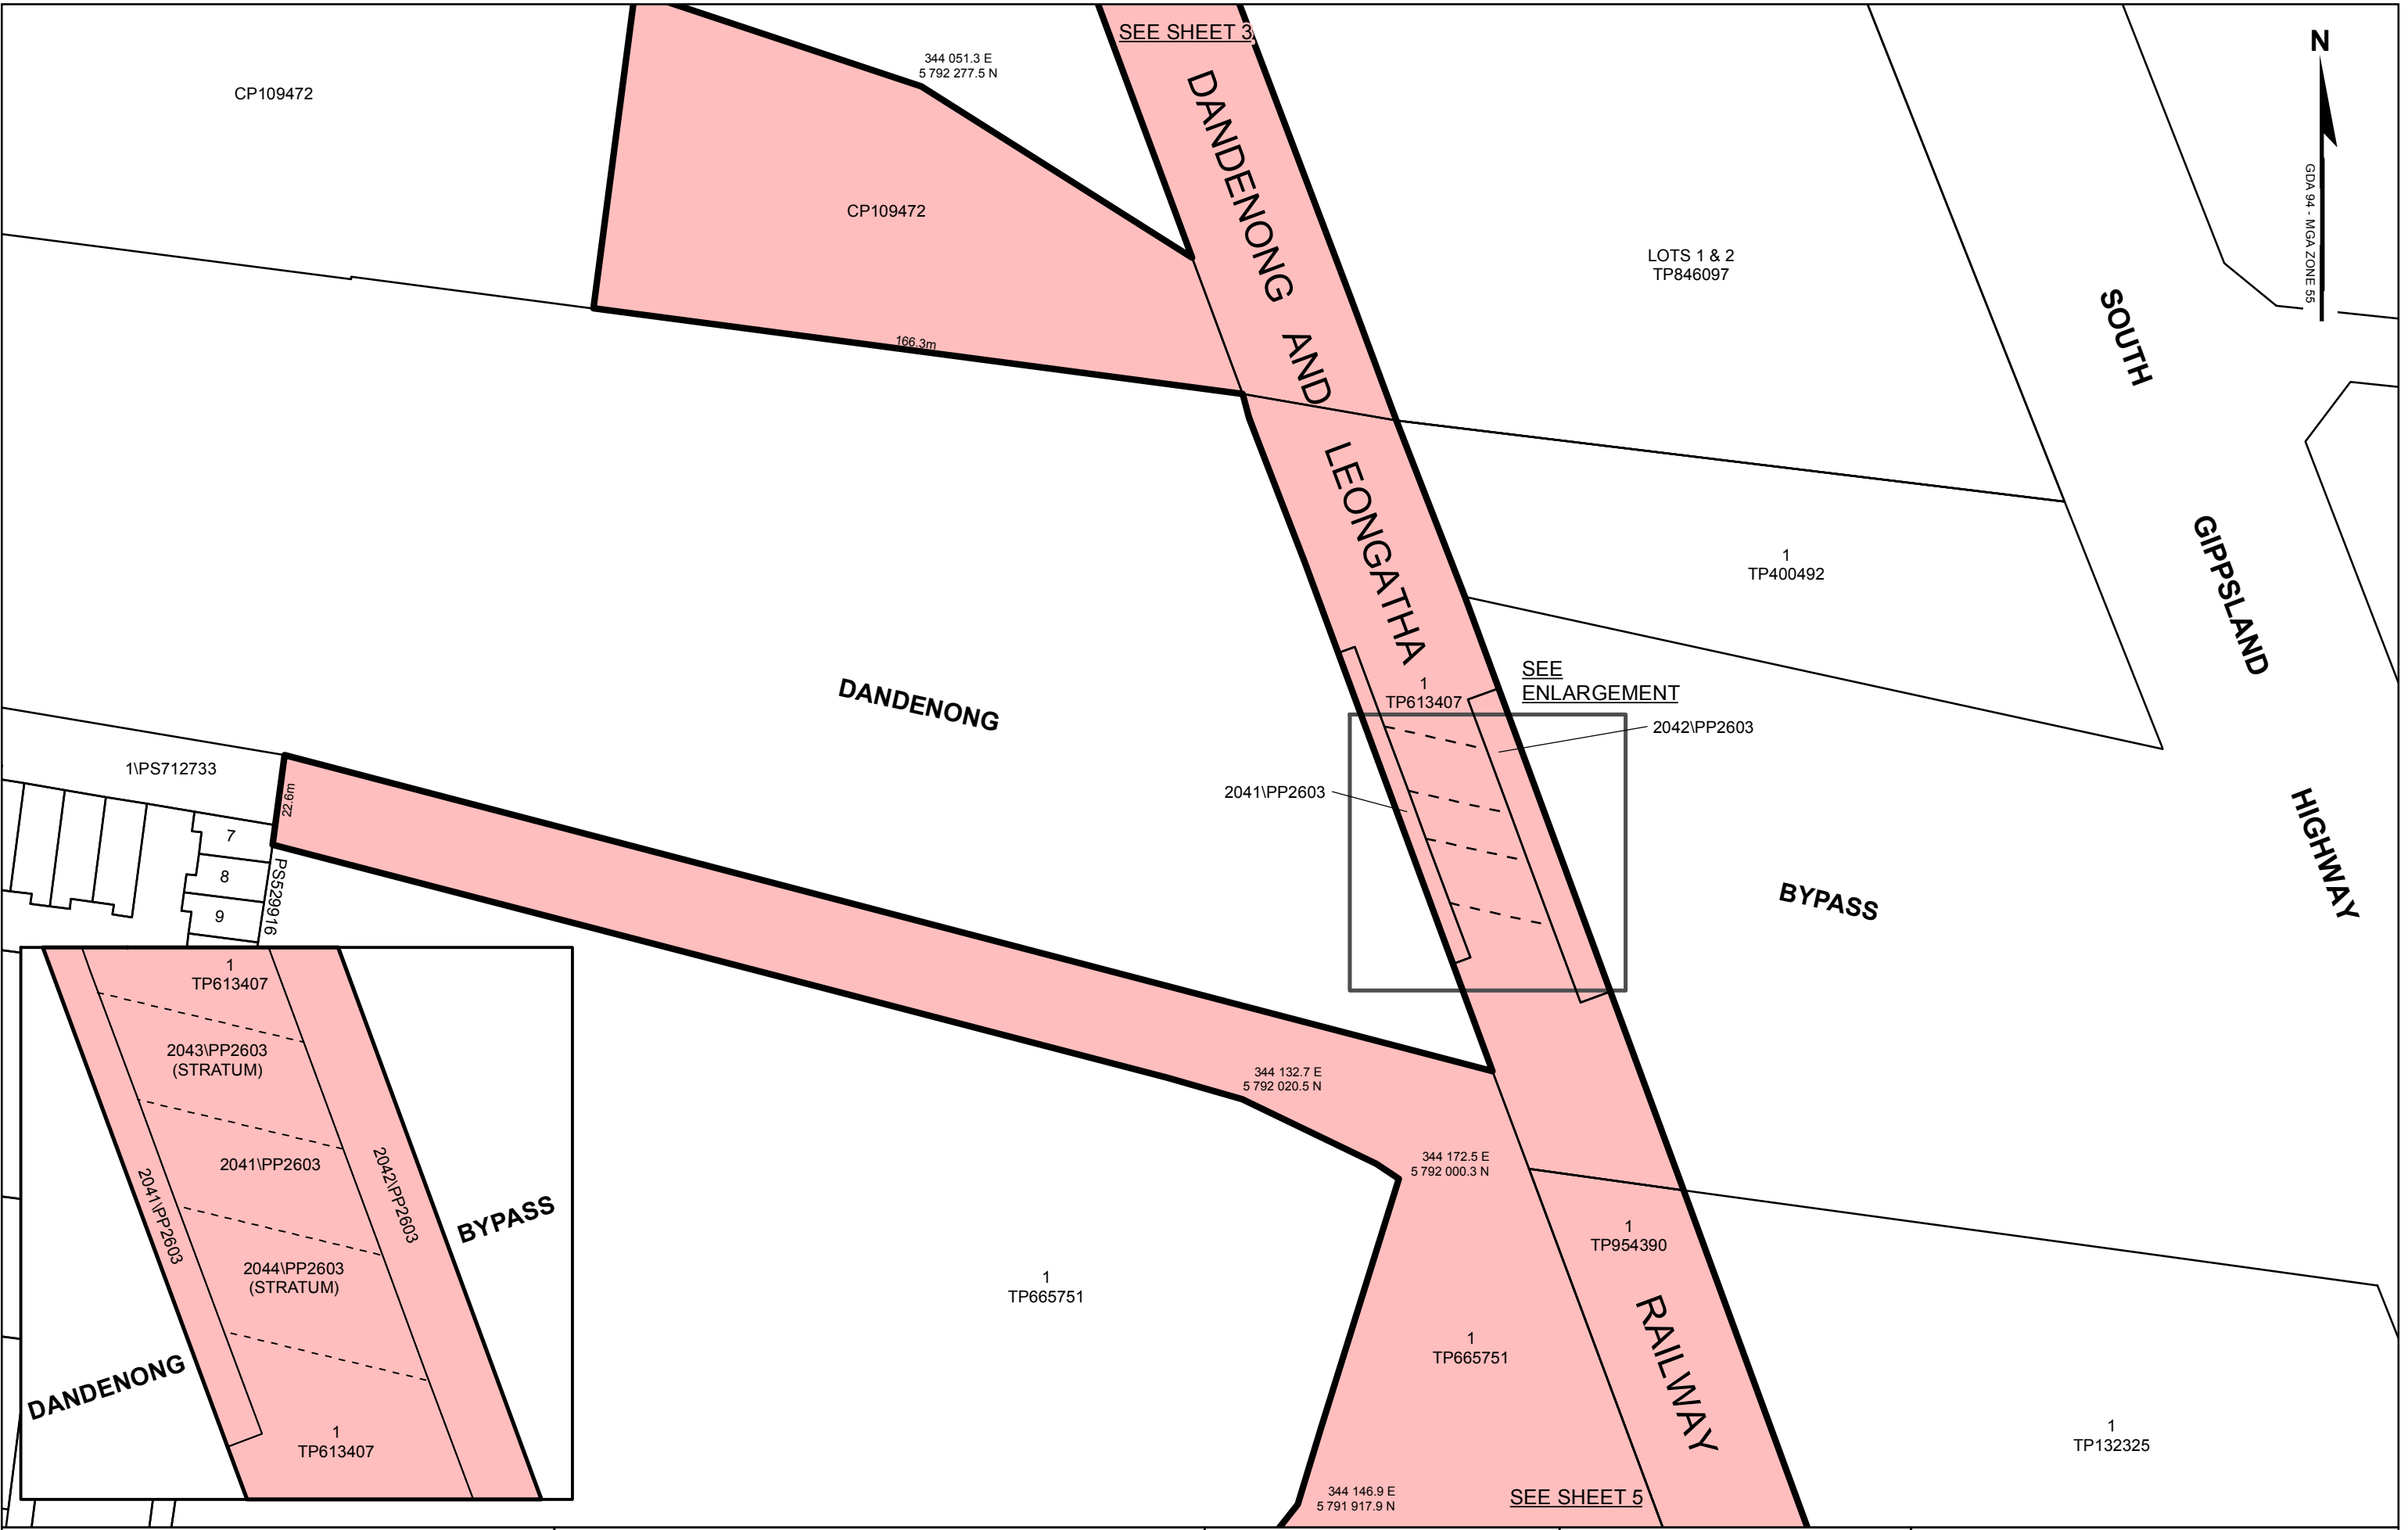 SEE SHEET 3
N
GDA 94 - MGA ZONE 55
344 051.3 E
5 792 277.5 N
CP109472
CP109472
DANDENONG AND LEONGATHA RAILWAY
LOTS 1 & 2
TP846097
SOUTH GIPPSLAND HIGHWAY
166.3m
1
TP400492
SEE
ENLARGEMENT
1
TP613407
2042\PP2603
2041\PP2603
DANDENONG
BYPASS
1\PS712733
22.6m
7
8
9
PS529916
1
TP613407
2043\PP2603
(STRATUM)
2041\PP2603
2041\PP2603
2042\PP2603
BYPASS
2044\PP2603
(STRATUM)
DANDENONG
1
TP613407
344 132.7 E
5 792 020.5 N
344 172.5 E
5 792 000.3 N
1
TP954390
1
TP665751
1
TP665751
1
TP132325
344 146.9 E
5 791 917.9 N
SEE SHEET 5